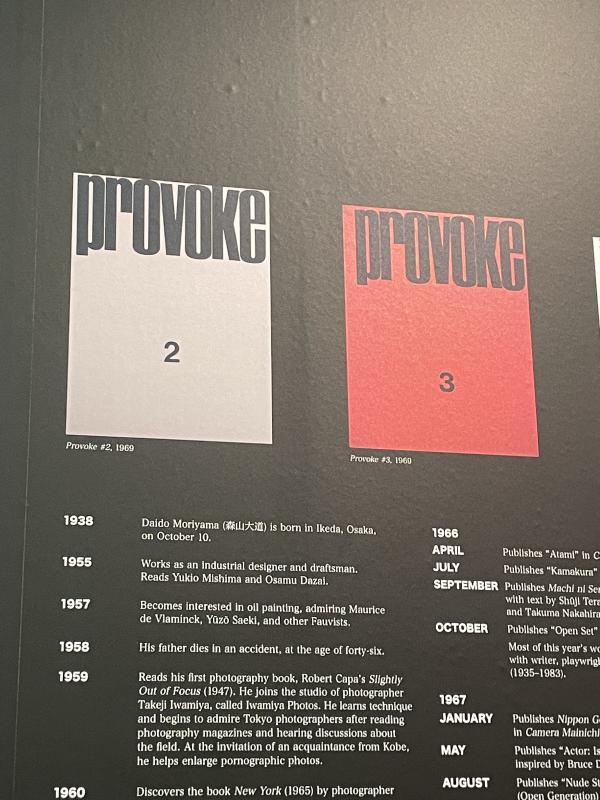 provoke
2
Provoke #2, 1969
provoke
3
Provoke #3, 1969
1938
Daido Moriyama (森山大道) is born in Ikeda, Osaka,
on October 10.
1955
Works as an industrial designer and draftsman.
Reads Yukio Mishima and Osamu Dazai.
1957
Becomes interested in oil painting, admiring Maurice
de Vlaminck, Yūzō Saeki, and other Fauvists.
1958
His father dies in an accident, at the age of forty-six.
1959
Reads his first photography book, Robert Capa's Slightly
Out of Focus (1947). He joins the studio of photographer
Takeji Iwamiya, called Iwamiya Photos. He learns technique
and begins to admire Tokyo photographers after reading
photography magazines and hearing discussions about
the field. At the invitation of an acquaintance from Kobe,
he helps enlarge pornographic photos.
1960
Discovers the book New York (1965) by photographer
1966
APRIL
Publishes "Atami" in
JULY
Publishes "Kamakura"
SEPTEMBER
Publishes Machi ni
with text by Shūji
and Takuma
OCTOBER
Publishes "Open Set"
Most of this year's
with writer,
(1935–1983).
1967
JANUARY
Publishes Nippon
in Camera
MAY
Publishes "Actor:
inspired by Bruce
AUGUST
Publishes "Nude
(Open Generation)